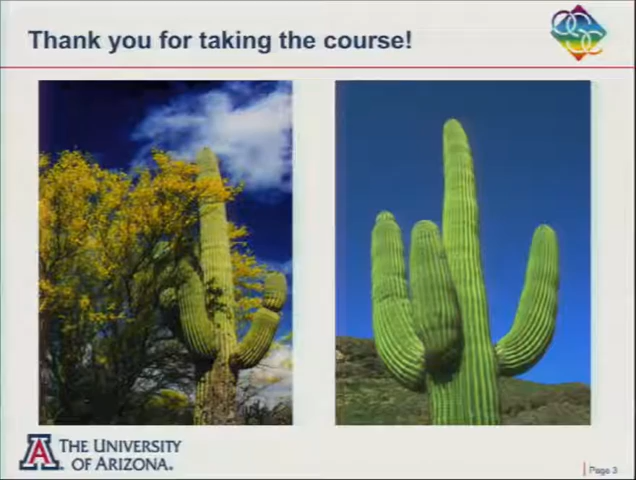 Thank you for taking the course!
THE UNIVERSITY
OF ARIZONA.
Page 3